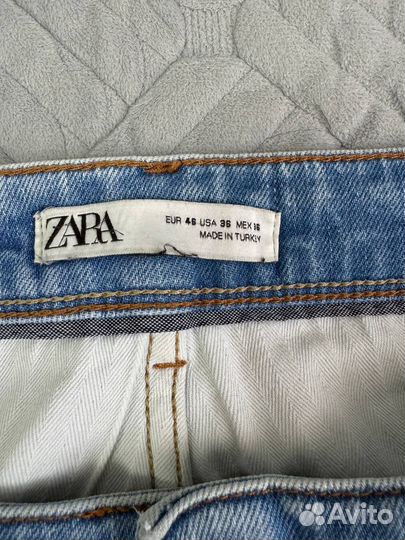 ZARA
EUR 46 USA 36 MEX 36
MADE IN TURKEY
Avito